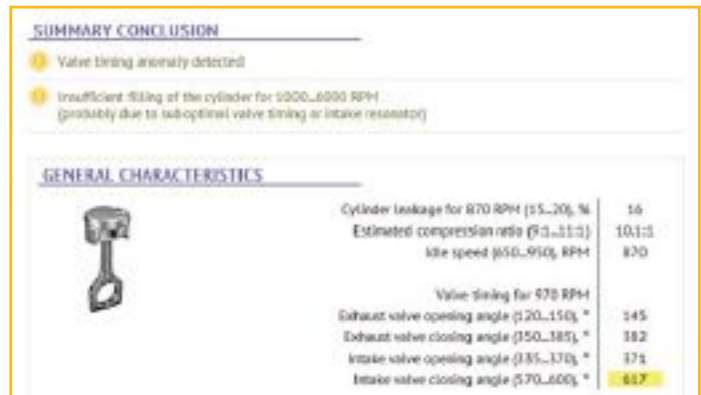 SUMMARY CONCLUSION
Valve timing anomaly detected
Insufficient filling of the cylinder for 1000...6000 RPM
(probably due to suboptimal valve timing or intake resonator)
GENERAL CHARACTERISTICS
Cylinder leakage for 870 RPM (15...20), % 16
Estimated compression ratio (9:1...11:1) 10.1:1
Idle speed (650...950), RPM 870
Valve timing for 970 RPM
Exhaust valve opening angle (120...150), ° 145
Exhaust valve closing angle (350...385), ° 382
Intake valve opening angle (335...370), ° 371
Intake valve closing angle (570...600), ° 617